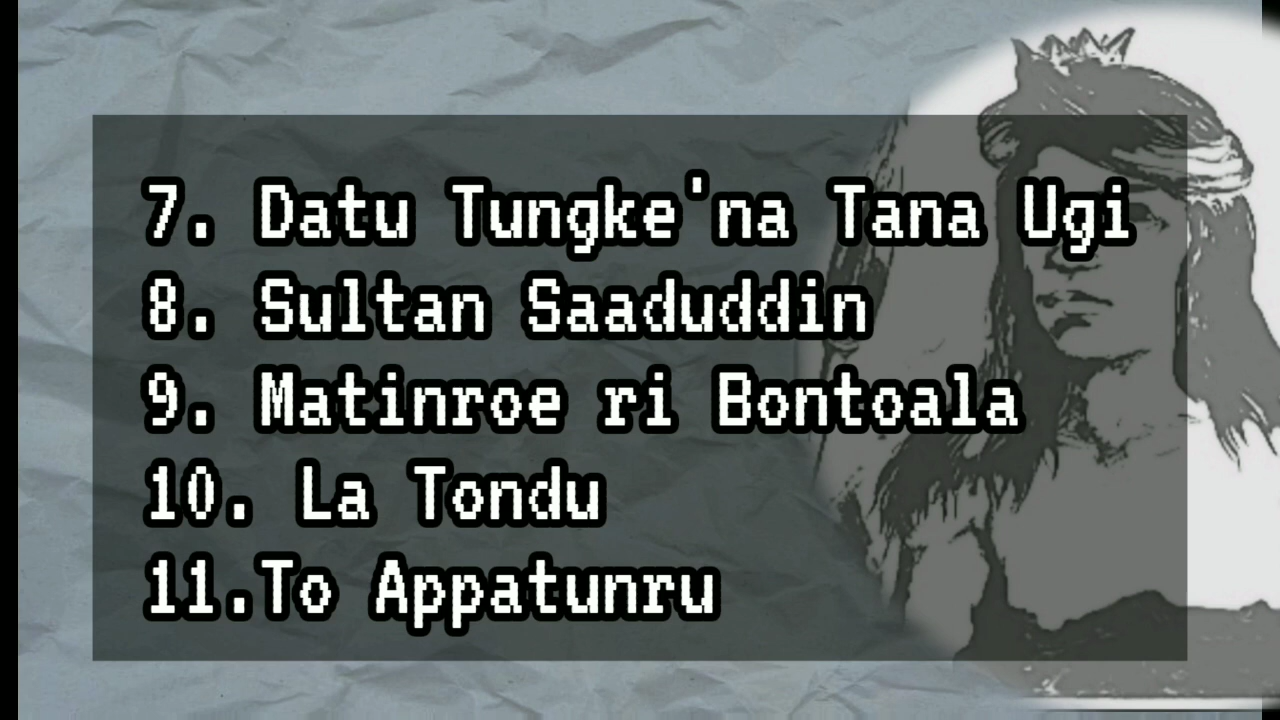 7. Datu Tungke'na Tana Ugi
8. Sultan Saaduddin
9. Matinroe ri Bontoala
10. La Tondu
11.To Appatunru